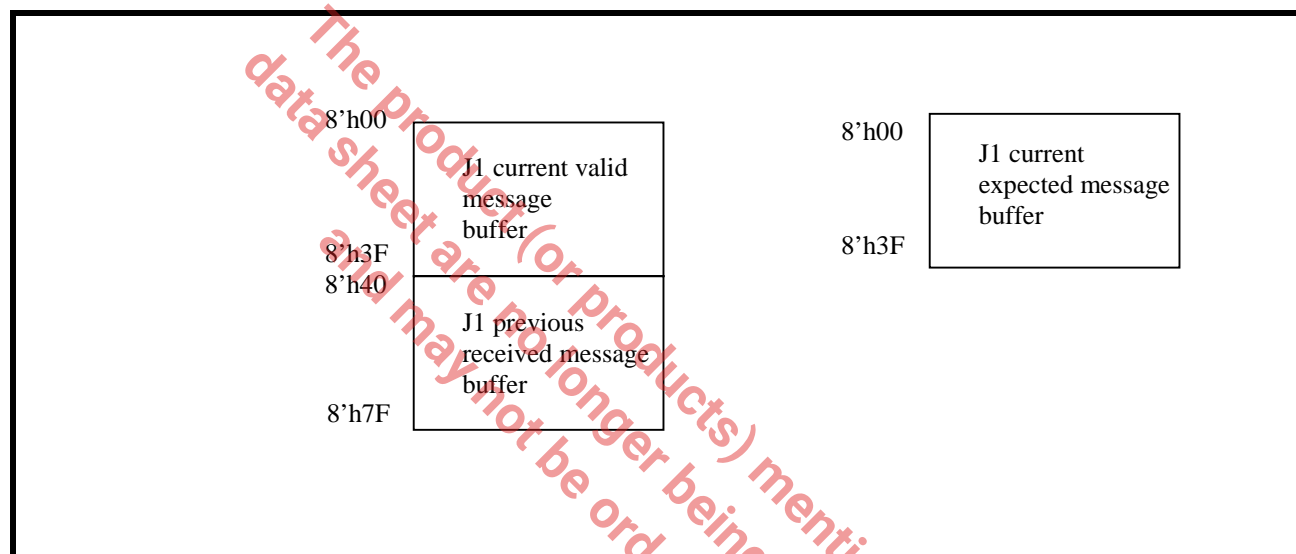 8'h00
J1 current valid
message
buffer
8'h3F
8'h40
J1 previous
received message
buffer
8'h7F
8'h00
J1 current
expected message
buffer
8'h3F
The product (or products) menti
data sheet are no longer being
and may not be ord